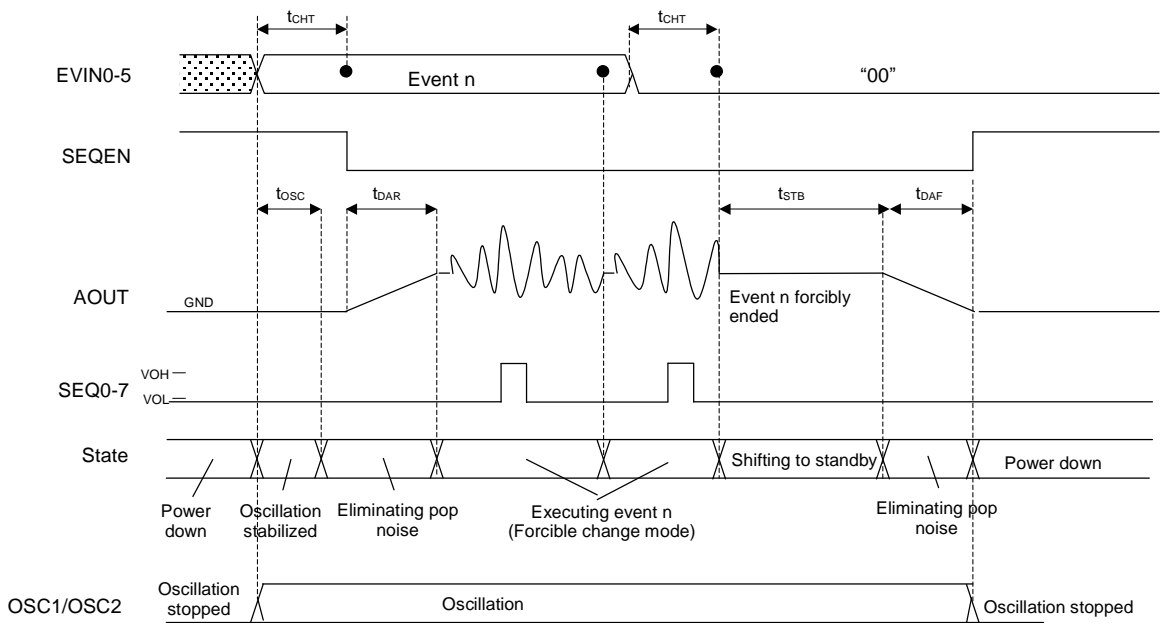 tCHT
tCHT
EVIN0-5
Event n
“00”
SEQEN
tOSC
tDAR
tSTB
tDAF
AOUT
GND
Event n forcibly
ended
SEQ0-7
VOH
VOL
State
Shifting to standby
Power down
Power
down
Oscillation
stabilized
Eliminating pop
noise
Executing event n
(Forcible change mode)
Eliminating pop
noise
OSC1/OSC2
Oscillation
stopped
Oscillation
Oscillation stopped